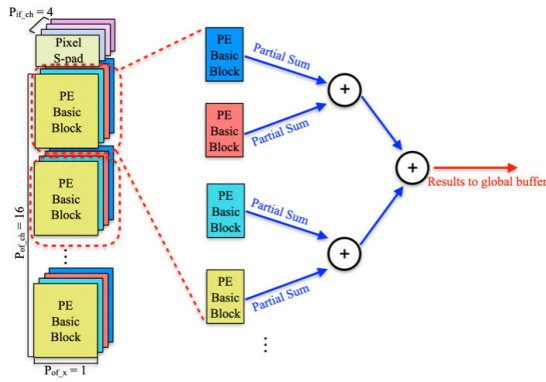 P_if_ch = 4
Pixel
S-pad
PE
Basic
Block
PE
Basic
Block
⋮
PE
Basic
Block
P_of_ch = 16
P_of_x = 1
PE
Basic
Block
Partial Sum
PE
Basic
Block
Partial Sum
PE
Basic
Block
Partial Sum
PE
Basic
Block
Partial Sum
⋮
+
+
+
Results to global buffer